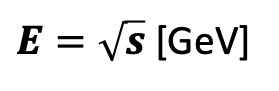 E = √s [GeV]